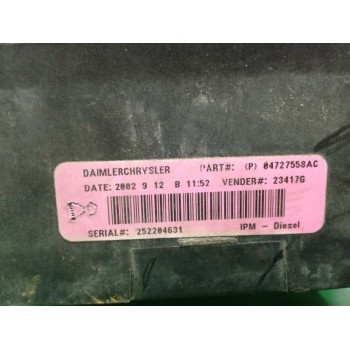 DAIMLERCHRYSLER PART#: (P) 04727558AC
DATE: 2002 9 12 B 11:52 VENDER#: 23417G
SERIAL#: 252204631 IPM - Diesel